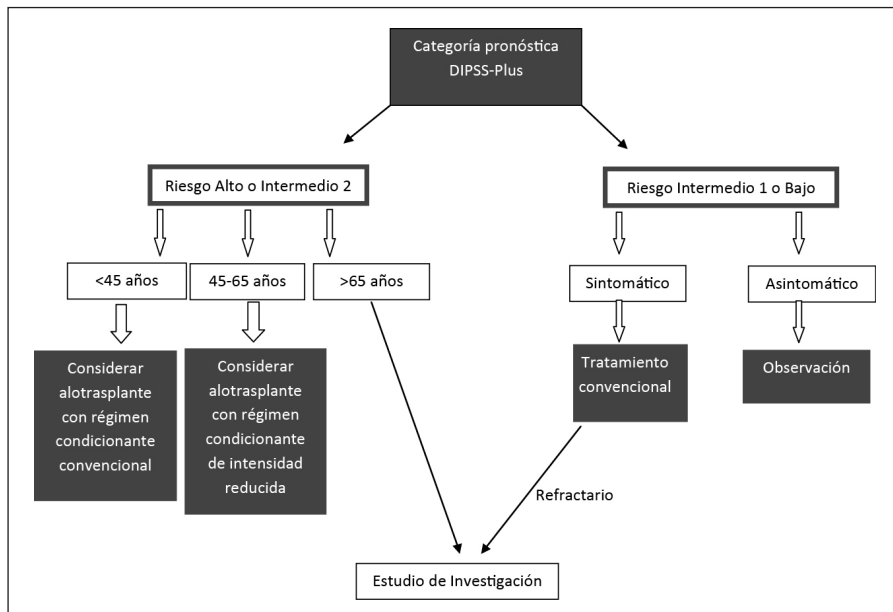 Categoría pronóstica
DIPSS-Plus
Riesgo Alto o Intermedio 2
Riesgo Intermedio 1 o Bajo
<45 años
45-65 años
>65 años
Sintomático
Asintomático
Considerar
alotrasplante
con régimen
condicionante
convencional
Considerar
alotrasplante
con régimen
condicionante
de intensidad
reducida
Tratamiento
convencional
Observación
Refractario
Estudio de Investigación